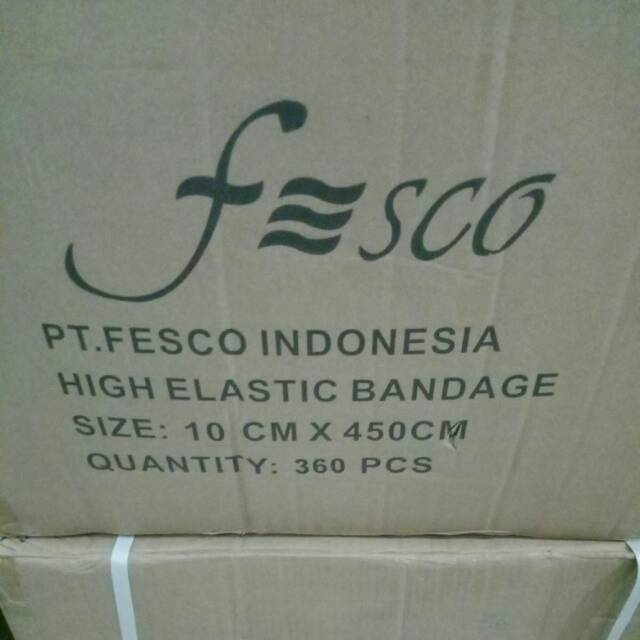 fesco
PT.FESCO INDONESIA
HIGH ELASTIC BANDAGE
SIZE: 10 CM X 450CM
QUANTITY: 360 PCS